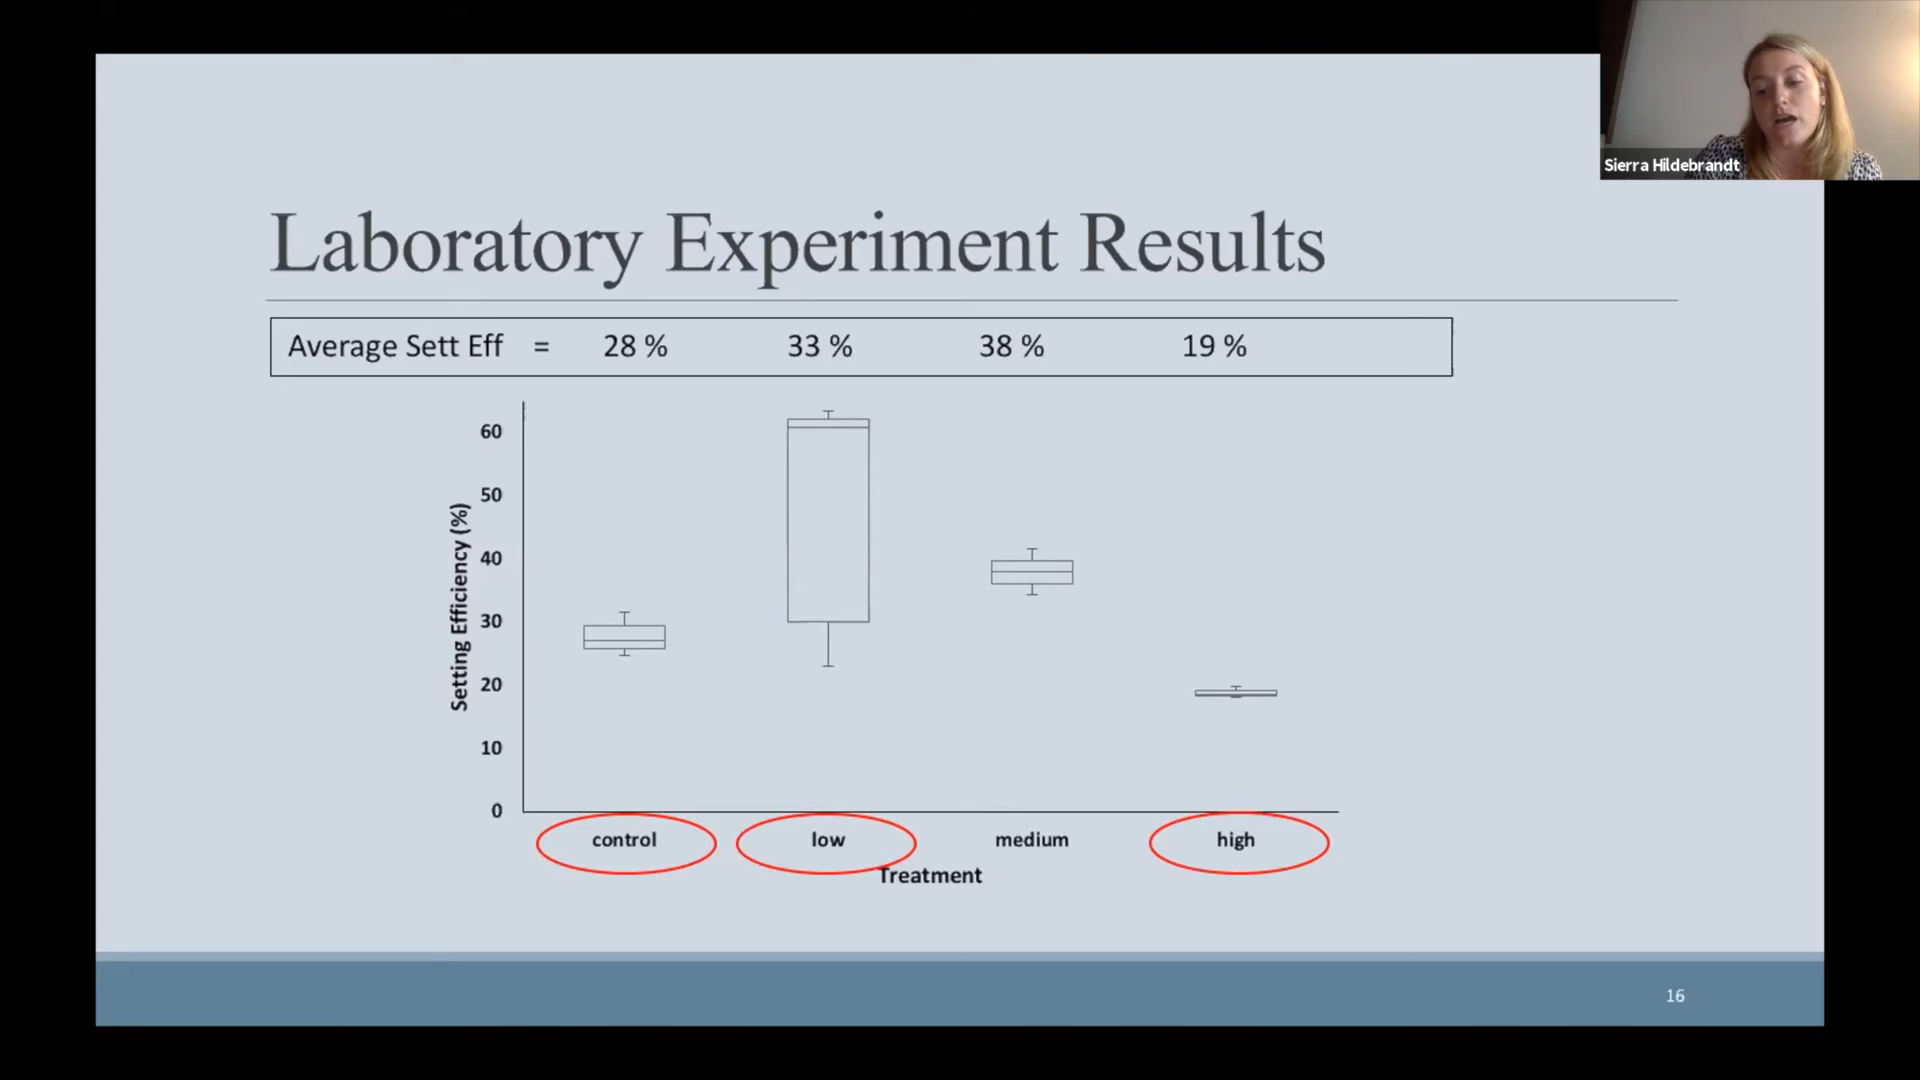 Sierra Hildebrandt
Laboratory Experiment Results
Average Sett Eff = 28 % 33 % 38 % 19 %
60
50
40
30
20
10
0
Setting Efficiency (%)
control low medium high
Treatment
16